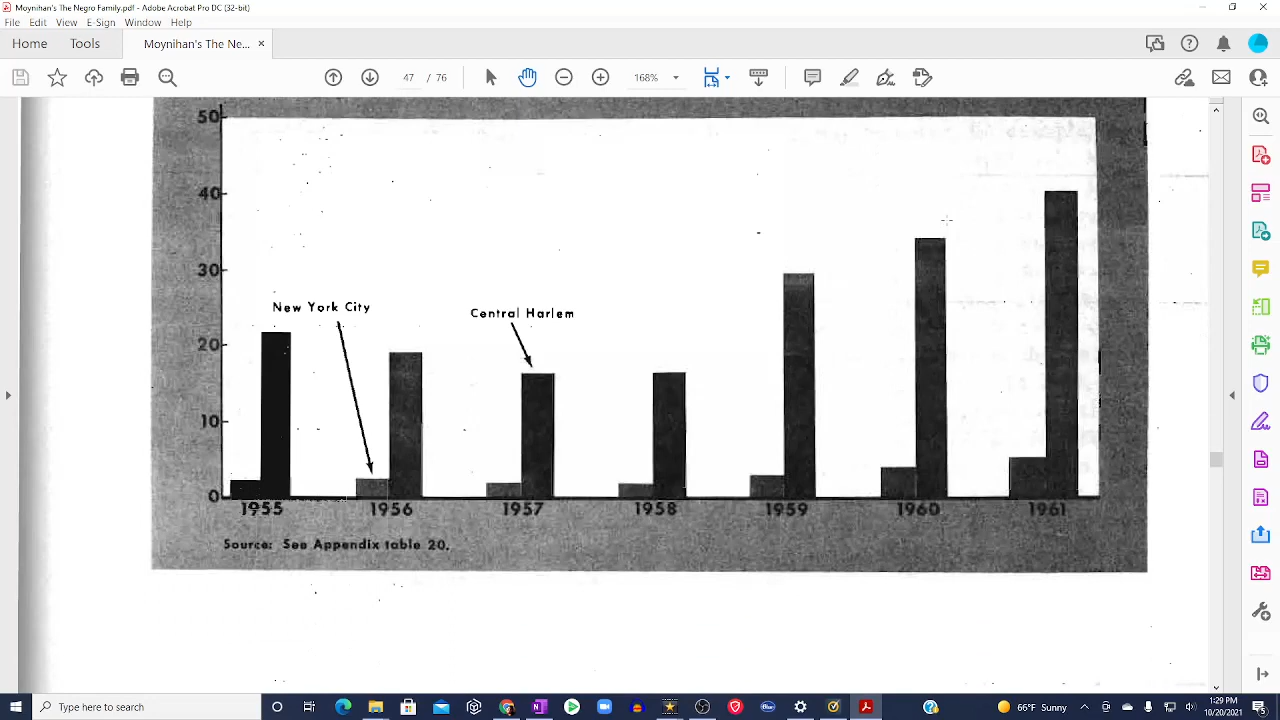 Moynihan's The Negro Family.pdf - Adobe Acrobat Pro DC (32-bit)
File Edit View E-Sign Window Help
Home Tools Moynihan's The Ne... ×
47 / 76 168%
50
40
30
20
10
0
New York City
Central Harlem
1955 1956 1957 1958 1959 1960 1961
Source: See Appendix table 20.
Type here to search
66°F Sunny
1:29 PM
10/20/2021